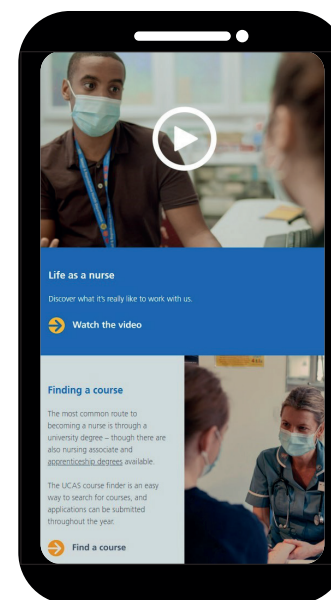 Life as a nurse
Discover what it's really like to work with us.
Watch the video
Finding a course
The most common route to
becoming a nurse is through a
university degree – though there are
also nursing associate and
apprenticeship degrees available.
The UCAS course finder is an easy
way to search for courses, and
applications can be submitted
throughout the year.
Find a course